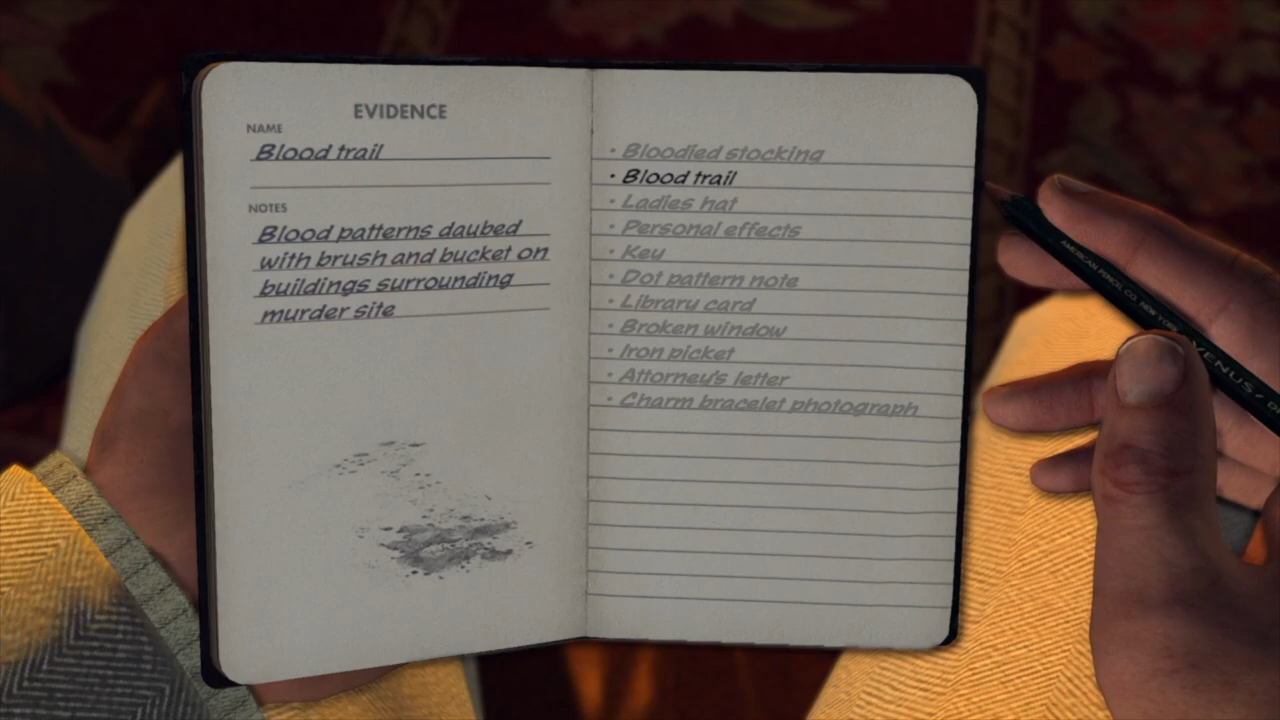 EVIDENCE
NAME
Blood trail
NOTES
Blood patterns daubed
with brush and bucket on
buildings surrounding
murder site
• Bloodied stocking
• Blood trail
• Ladies hat
• Personal effects
• Key
• Dot pattern note
• Library card
• Broken window
• Iron picket
• Attorney's letter
• Charm bracelet photograph
AMERICAN PENCIL CO. NEW YORK VENUS